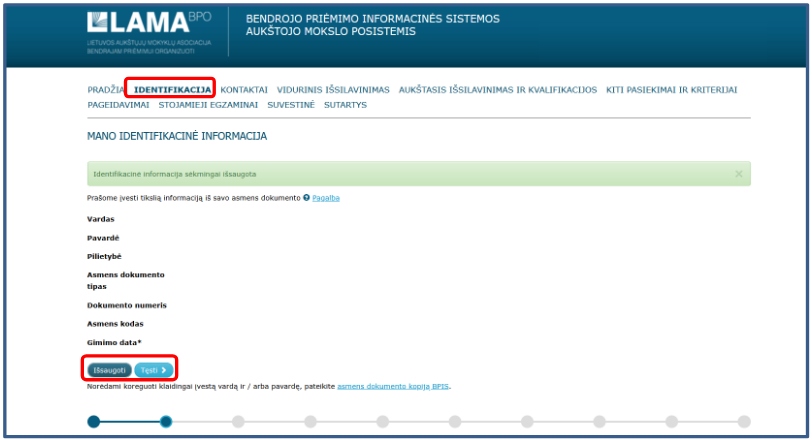 LAMA BPO
LIETUVOS AUKŠTŲJŲ MOKYKLŲ ASOCIACIJA
BENDRAJAM PRIĖMIMUI ORGANIZUOTI
BENDROJO PRIĖMIMO INFORMACINĖS SISTEMOS
AUKŠTOJO MOKSLO POSISTEMIS
PRADŽIA IDENTIFIKACIJA KONTAKTAI VIDURINIS IŠSILAVINIMAS AUKŠTASIS IŠSILAVINIMAS IR KVALIFIKACIJOS KITI PASIEKIMAI IR KRITERIJAI
PAGEIDAVIMAI STOJAMIEJI EGZAMINAI SUVESTINĖ SUTARTYS
MANO IDENTIFIKACINĖ INFORMACIJA
Identifikacinė informacija sėkmingai išsaugota ×
Prašome įvesti tikslią informaciją iš savo asmens dokumento ? Pagalba
Vardas
Pavardė
Pilietybė
Asmens dokumento
tipas
Dokumento numeris
Asmens kodas
Gimimo data*
Išsaugoti Tęsti
Norėdami koreguoti klaidingai įvestą vardą ir / arba pavardę, pateikite asmens dokumento kopiją BPIS.